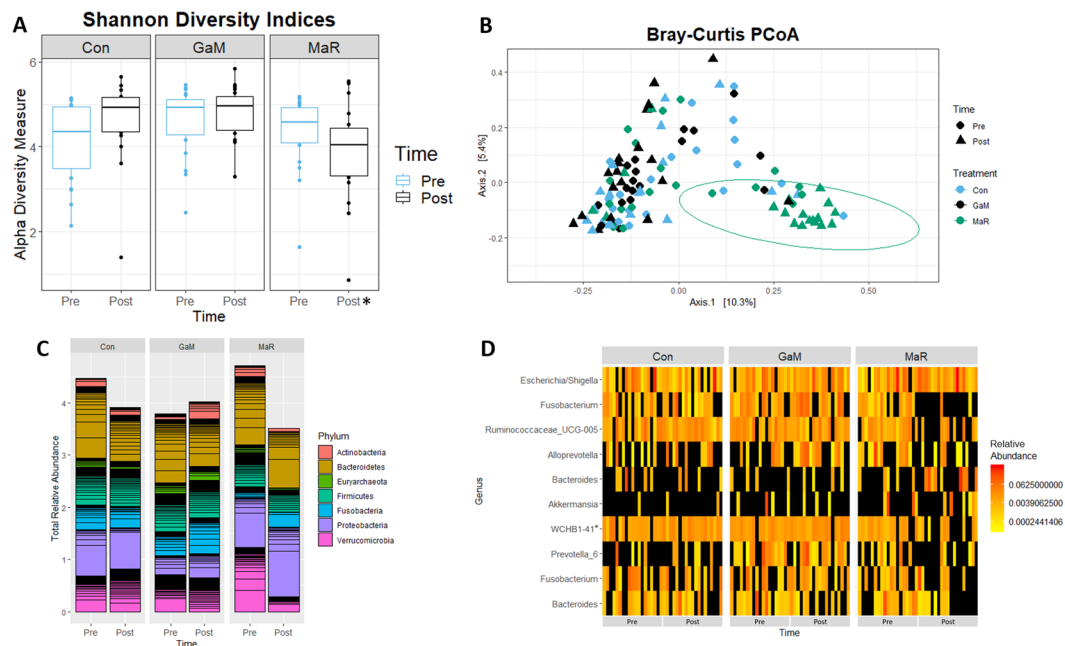 A
Shannon Diversity Indices
Con
GaM
MaR
Alpha Diversity Measure
6
4
2
Pre
Post
Pre
Post
Pre
Post*
Time
Time
Pre
Post
B
Bray-Curtis PCoA
Axis.2 [5.4%]
0.4
0.2
0.0
-0.2
-0.25
0.00
0.25
0.50
Axis.1 [10.3%]
Time
Pre
Post
Treatment
Con
GaM
MaR
C
Con
GaM
MaR
Total Relative Abundance
4
3
2
1
0
Pre
Post
Pre
Post
Pre
Post
Time
Phylum
Actinobacteria
Bacteroidetes
Euryarchaeota
Firmicutes
Fusobacteria
Proteobacteria
Verrucomicrobia
D
Con
GaM
MaR
Genus
Escherichia/Shigella
Fusobacterium
Ruminococcaceae_UCG-005
Alloprevotella
Bacteroides
Akkermansia
WCHB1-41*
Prevotella_6
Fusobacterium
Bacteroides
Pre
Post
Pre
Post
Pre
Post
Time
Relative
Abundance
0.0625000000
0.0039062500
0.0002441406